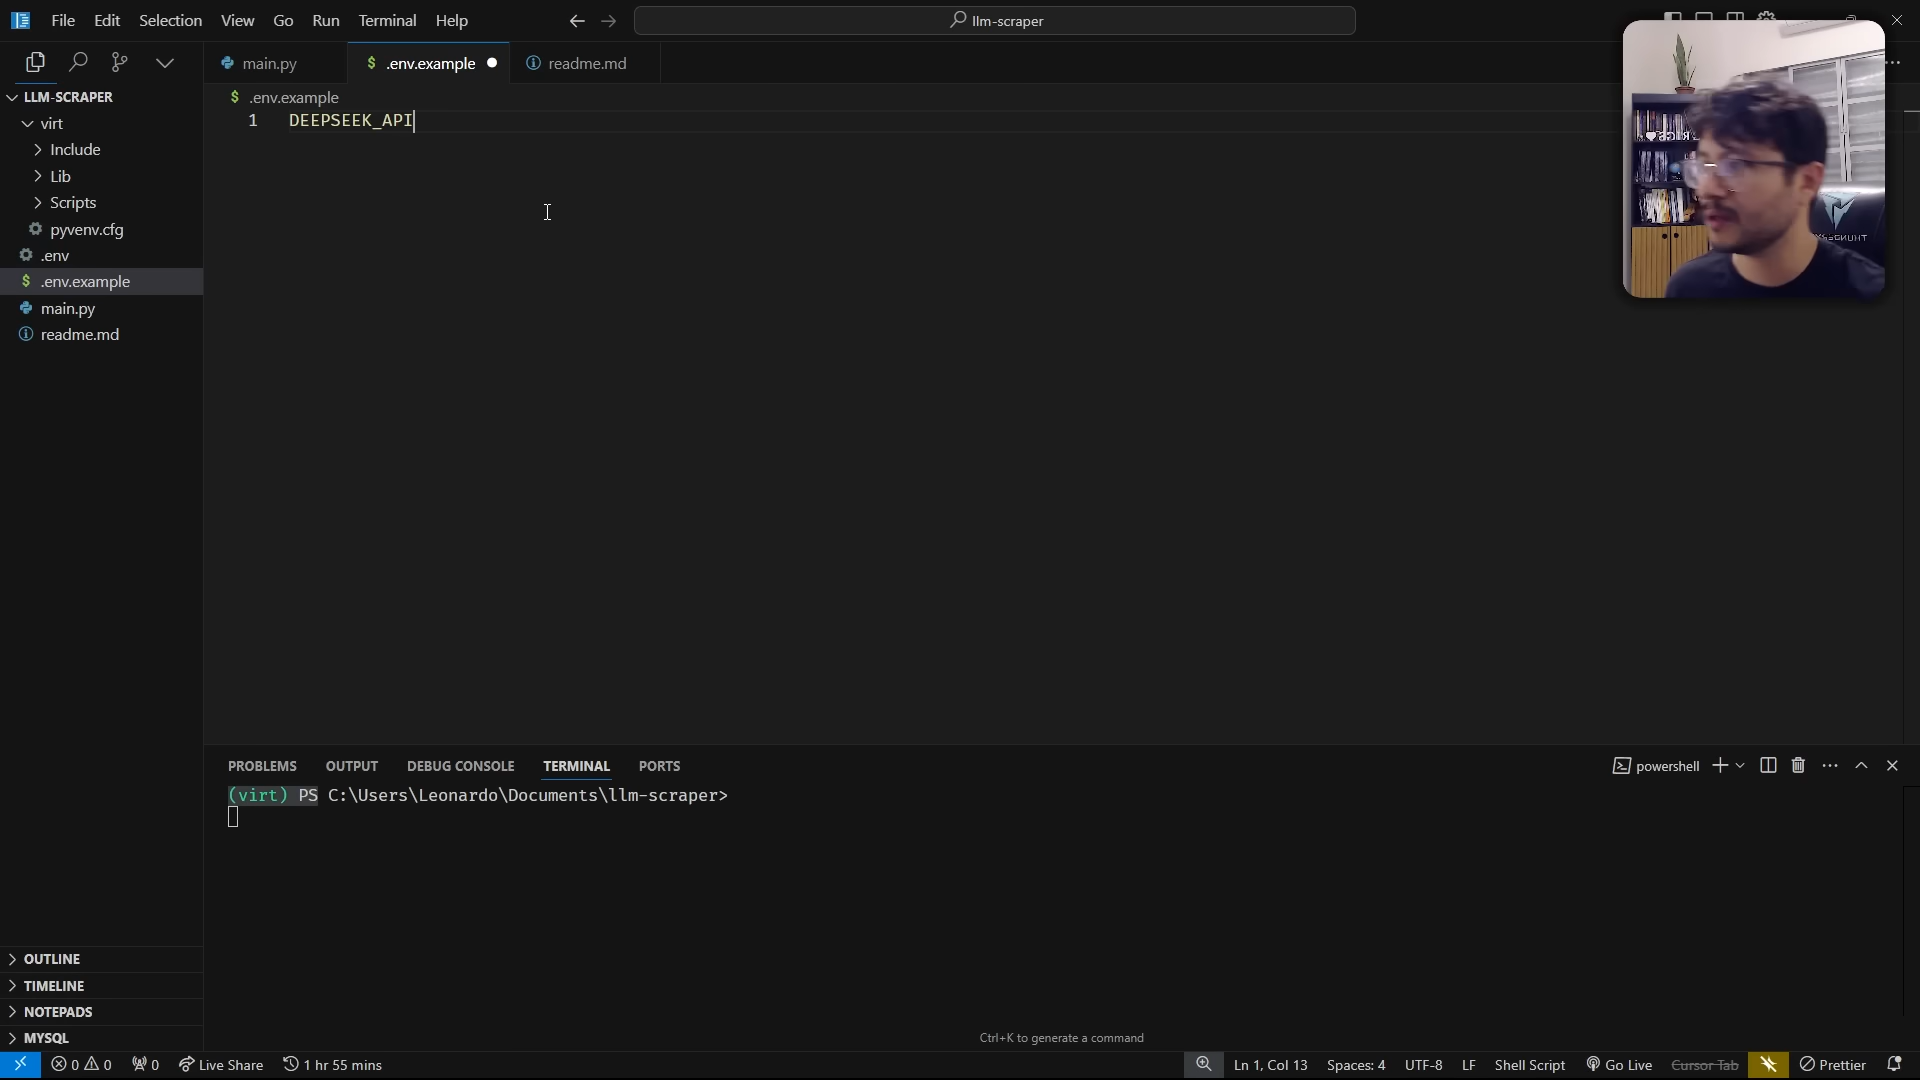 File Edit Selection View Go Run Terminal Help
llm-scraper
main.py
.env.example
readme.md
LLM-SCRAPER
virt
Include
Lib
Scripts
pyvenv.cfg
.env
.env.example
main.py
readme.md
$ .env.example
1 DEEPSEEK_API
PROBLEMS OUTPUT DEBUG CONSOLE TERMINAL PORTS
powershell
(virt) PS C:\Users\Leonardo\Documents\llm-scraper>
Ctrl+K to generate a command
OUTLINE
TIMELINE
NOTEPADS
MYSQL
0 0 0 Live Share 1 hr 55 mins
Ln 1, Col 13 Spaces: 4 UTF-8 LF Shell Script Go Live Cursor Tab Prettier